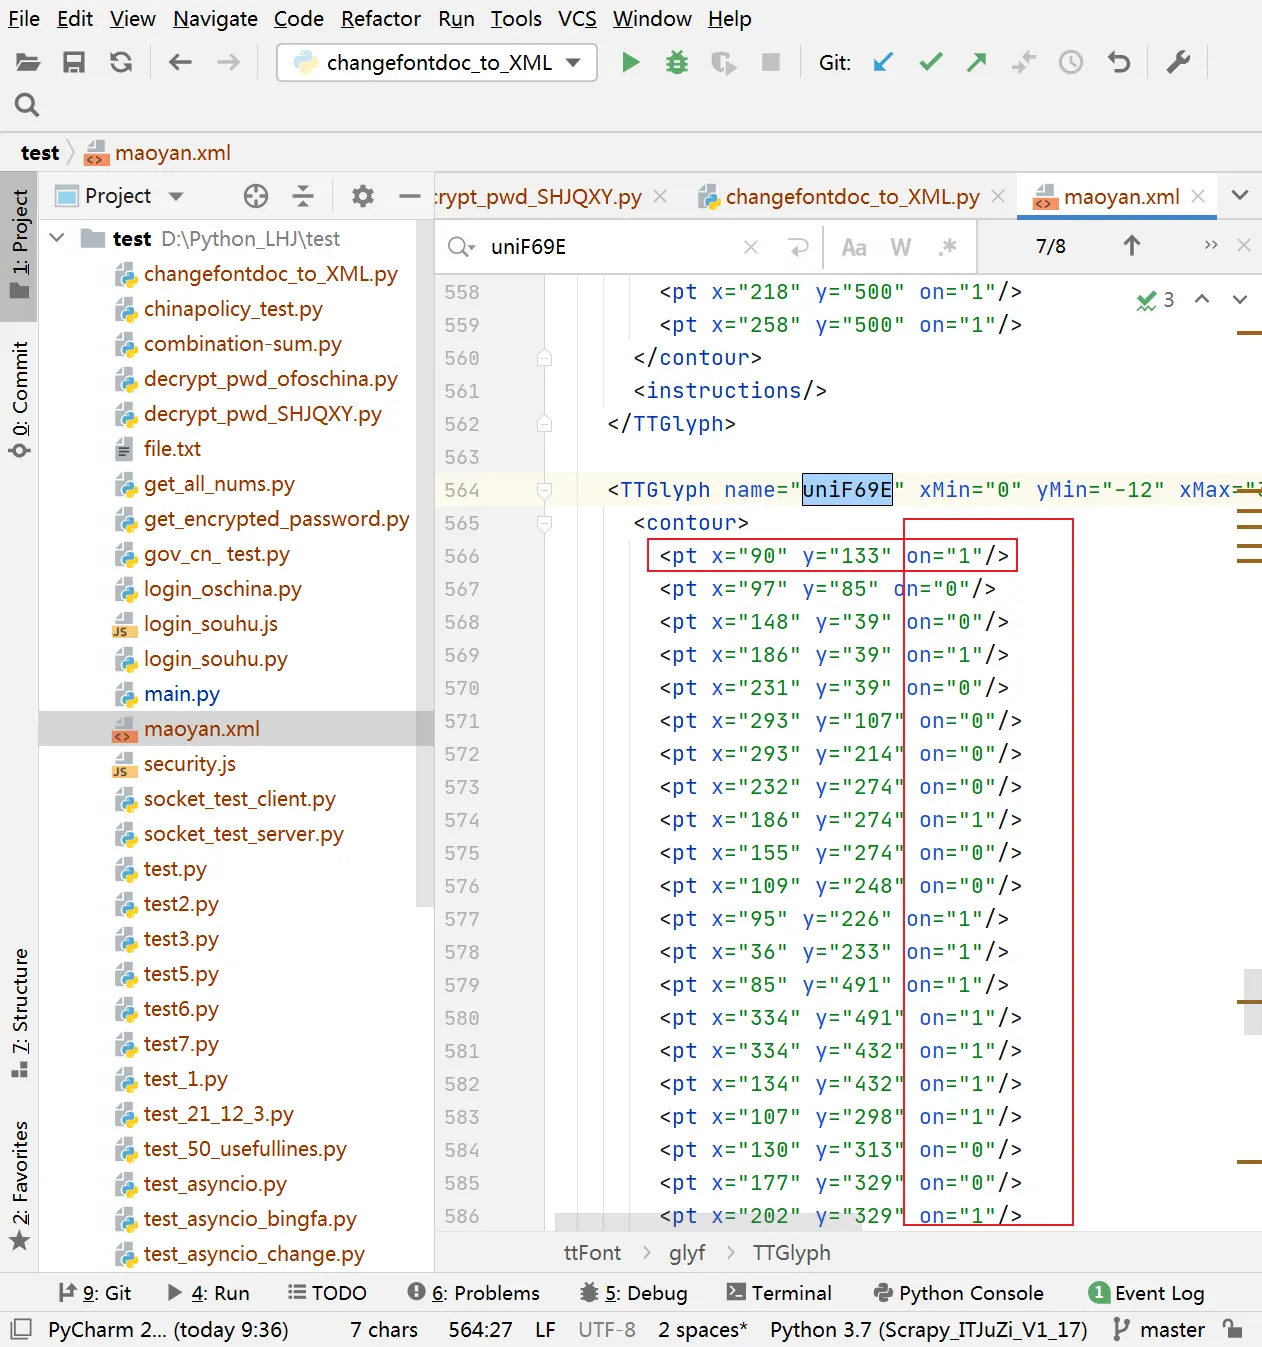 File Edit View Navigate Code Refactor Run Tools VCS Window Help
changefontdoc_to_XML Git:
test maoyan.xml
1: Project
0: Commit
7: Structure
2: Favorites
Project
test D:\Python_LHJ\test
changefontdoc_to_XML.py
chinapolicy_test.py
combination-sum.py
decrypt_pwd_ofoschina.py
decrypt_pwd_SHJQXY.py
file.txt
get_all_nums.py
get_encrypted_password.py
gov_cn_ test.py
login_oschina.py
login_souhu.js
login_souhu.py
main.py
maoyan.xml
security.js
socket_test_client.py
socket_test_server.py
test.py
test2.py
test3.py
test5.py
test6.py
test7.py
test_1.py
test_21_12_3.py
test_50_usefullines.py
test_asyncio.py
test_asyncio_bingfa.py
test_asyncio_change.py
crypt_pwd_SHJQXY.py changefontdoc_to_XML.py maoyan.xml
uniF69E Aa W .* 7/8
3
558 <pt x="218" y="500" on="1"/>
559 <pt x="258" y="500" on="1"/>
560 </contour>
561 <instructions/>
562 </TTGlyph>
563
564 <TTGlyph name="uniF69E" xMin="0" yMin="-12" xMax="
565 <contour>
566 <pt x="90" y="133" on="1"/>
567 <pt x="97" y="85" on="0"/>
568 <pt x="148" y="39" on="0"/>
569 <pt x="186" y="39" on="1"/>
570 <pt x="231" y="39" on="0"/>
571 <pt x="293" y="107" on="0"/>
572 <pt x="293" y="214" on="0"/>
573 <pt x="232" y="274" on="0"/>
574 <pt x="186" y="274" on="1"/>
575 <pt x="155" y="274" on="0"/>
576 <pt x="109" y="248" on="0"/>
577 <pt x="95" y="226" on="1"/>
578 <pt x="36" y="233" on="1"/>
579 <pt x="85" y="491" on="1"/>
580 <pt x="334" y="491" on="1"/>
581 <pt x="334" y="432" on="1"/>
582 <pt x="134" y="432" on="1"/>
583 <pt x="107" y="298" on="1"/>
584 <pt x="130" y="313" on="0"/>
585 <pt x="177" y="329" on="0"/>
586 <pt x="202" y="329" on="1"/>
ttFont glyf TTGlyph
9: Git 4: Run TODO 6: Problems 5: Debug Terminal Python Console 1 Event Log
PyCharm 2... (today 9:36) 7 chars 564:27 LF UTF-8 2 spaces* Python 3.7 (Scrapy_ITJuZi_V1_17) master